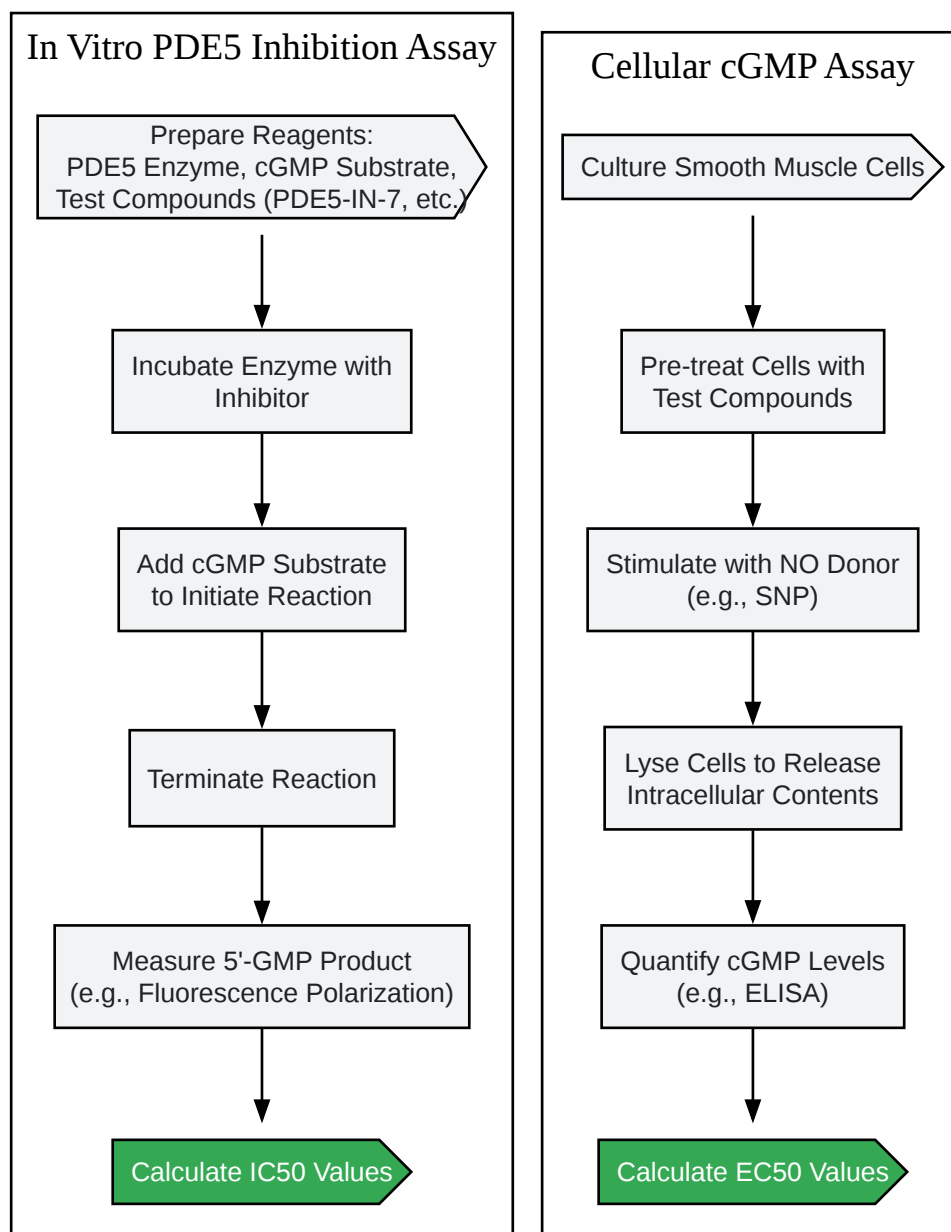 In Vitro PDE5 Inhibition Assay
Prepare Reagents:
PDE5 Enzyme, cGMP Substrate,
Test Compounds (PDE5-IN-7, etc.)
Incubate Enzyme with
Inhibitor
Add cGMP Substrate
to Initiate Reaction
Terminate Reaction
Measure 5'-GMP Product
(e.g., Fluorescence Polarization)
Calculate IC50 Values
Cellular cGMP Assay
Culture Smooth Muscle Cells
Pre-treat Cells with
Test Compounds
Stimulate with NO Donor
(e.g., SNP)
Lyse Cells to Release
Intracellular Contents
Quantify cGMP Levels
(e.g., ELISA)
Calculate EC50 Values